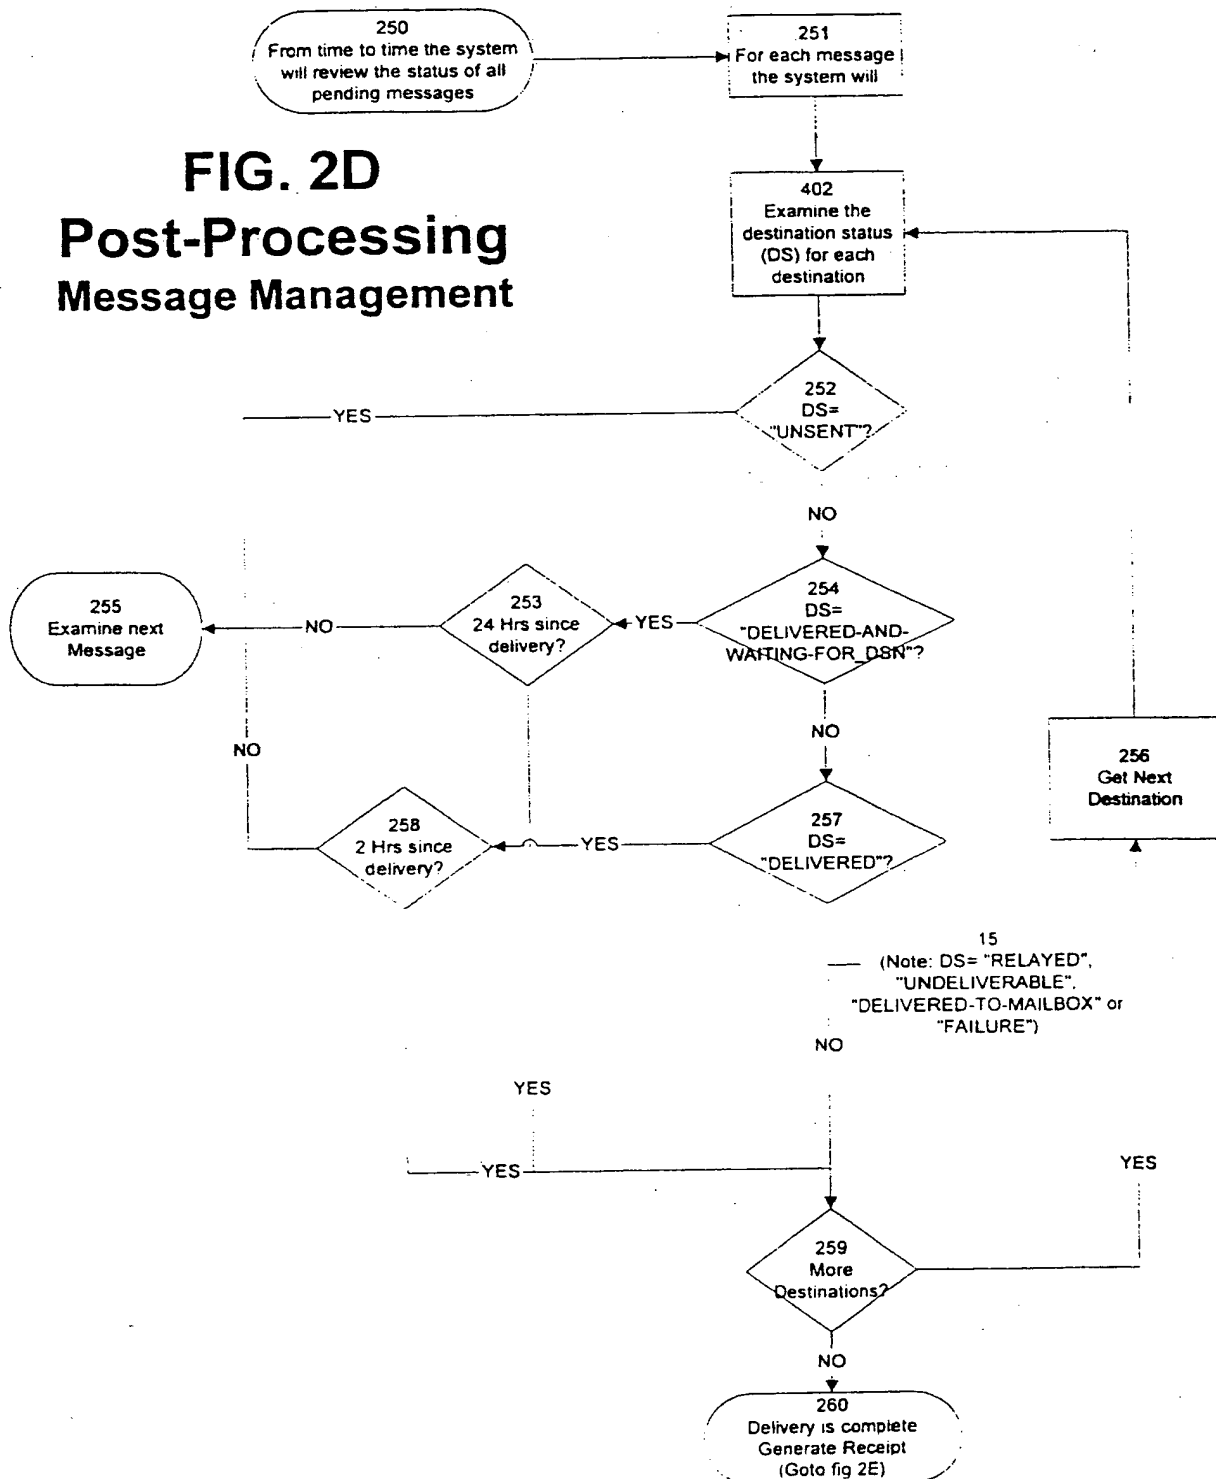 250
From time to time the system
will review the status of all
pending messages
251
For each message
the system will
FIG. 2D
Post-Processing
Message Management
402
Examine the
destination status
(DS) for each
destination
252
DS=
"UNSENT"?
YES
NO
255
Examine next
Message
NO
253
24 Hrs since
delivery?
YES
254
DS=
"DELIVERED-AND-
WAITING-FOR_DSN"?
NO
NO
256
Get Next
Destination
258
2 Hrs since
delivery?
YES
257
DS=
"DELIVERED"?
15
(Note: DS= "RELAYED",
"UNDELIVERABLE",
"DELIVERED-TO-MAILBOX" or
"FAILURE")
NO
YES
YES
YES
259
More
Destinations?
NO
260
Delivery is complete
Generate Receipt
(Goto fig 2E)